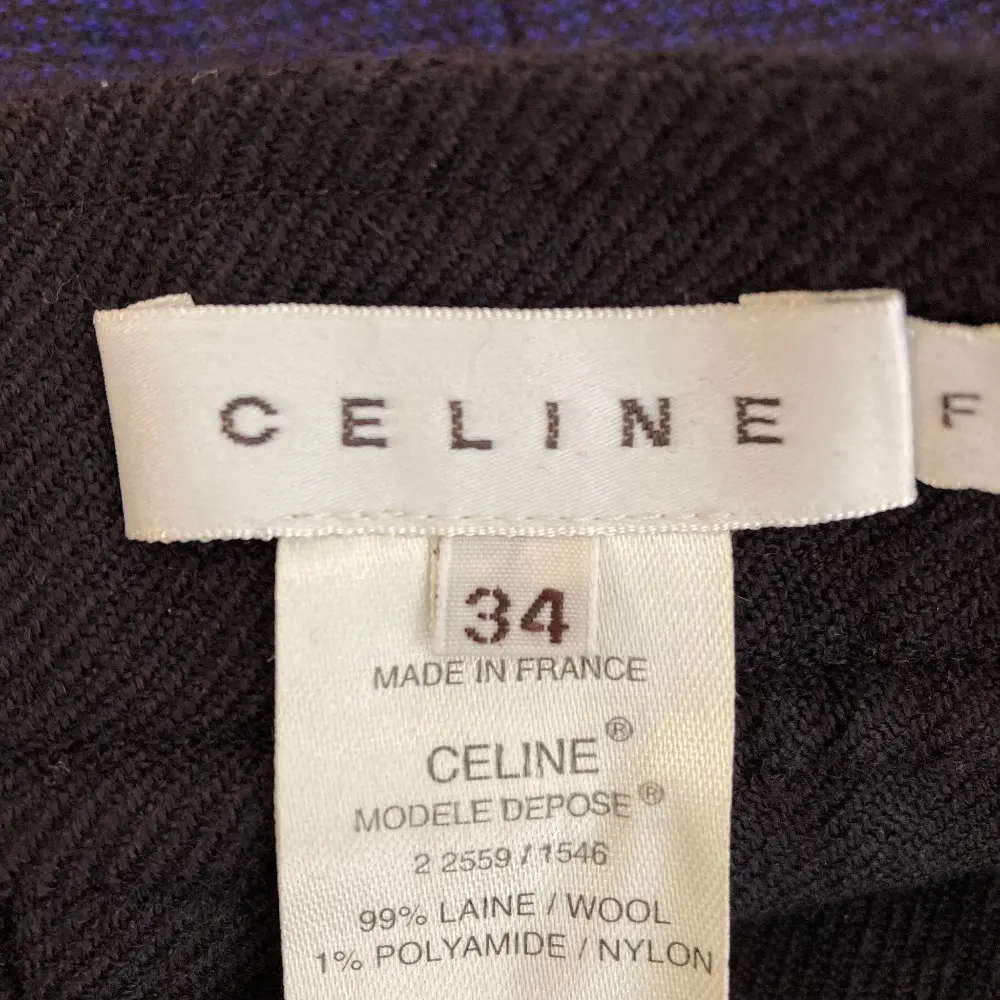 CELINE
F
34
MADE IN FRANCE
CELINE®
MODELE DEPOSE®
2 2559 / 1546
99% LAINE / WOOL
1% POLYAMIDE / NYLON